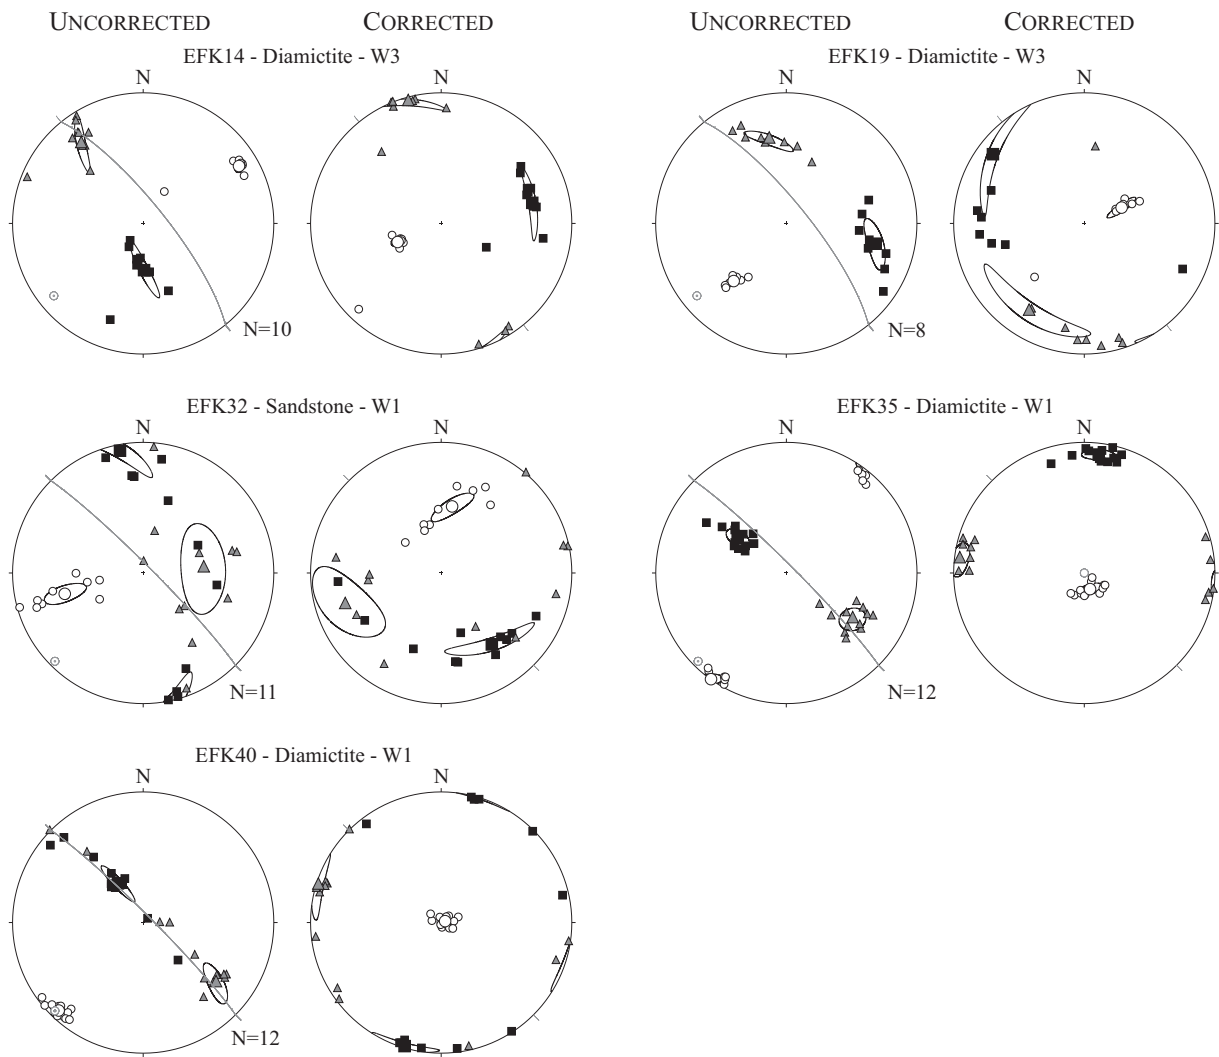 UNCORRECTED CORRECTED UNCORRECTED CORRECTED
EFK14 - Diamictite - W3 EFK19 - Diamictite - W3
N N N N
N=10 N=8
EFK32 - Sandstone - W1 EFK35 - Diamictite - W1
N N N N
N=11 N=12
EFK40 - Diamictite - W1
N N
N=12